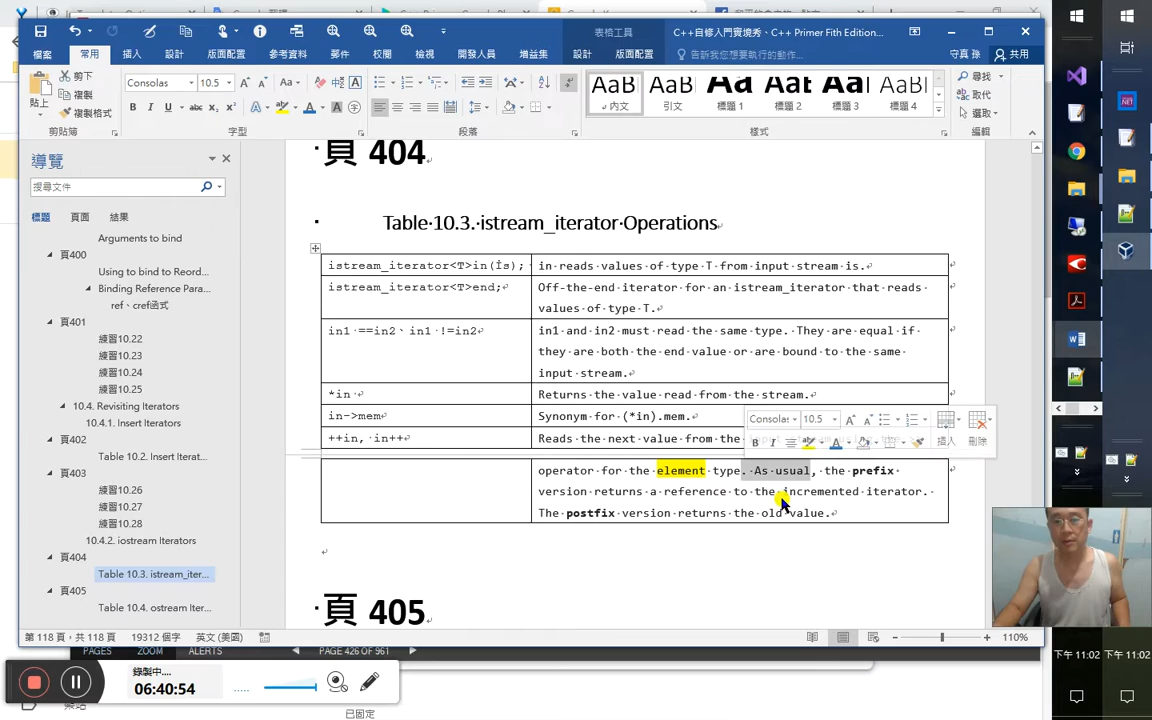 表格工具
C++自修入門實境秀、C++ Primer Fith Edition...
檔案
常用
插入
設計
版面配置
參考資料
郵件
校閱
檢視
開發人員
增益集
設計
版面配置
告訴我您想要執行的動作...
守真 孫
共用
貼上
剪下
複製
複製格式
Consolas
10.5
AaBb
內文
引文
標題 1
標題 2
標題 3
標題 4
尋找
取代
選取
剪貼簿
字型
段落
樣式
編輯
導覽
搜尋文件
標題
頁面
結果
Arguments to bind
頁400
Using to bind to Reord...
Binding Reference Para...
ref、cref函式
頁401
練習10.22
練習10.23
練習10.24
練習10.25
10.4. Revisiting Iterators
10.4.1. Insert Iterators
頁402
Table 10.2. Insert Iterat...
頁403
練習10.26
練習10.27
練習10.28
10.4.2. iostream Iterators
頁404
Table 10.3. istream_iter...
頁405
Table 10.4. ostream Iter...
頁 404
Table 10.3. istream_iterator Operations
istream_iterator<T>in(is);
in reads values of type T from input stream is.
istream_iterator<T>end;
Off-the-end iterator for an istream_iterator that reads
values of type T.
in1 ==in2、in1 !=in2
in1 and in2 must read the same type. They are equal if
they are both the end value or are bound to the same
input stream.
*in
Returns the value read from the stream.
in->mem
Synonym for (*in).mem.
++in, in++
Reads the next value from the
Consolas
10.5
插入
刪除
operator for the element type. As usual, the prefix
version returns a reference to the incremented iterator.
The postfix version returns the old value.
頁 405
第 118 頁，共 118 頁
19312 個字
英文 (美國)
110%
PAGES
ZOOM
ALERTS
PAGE 426 OF 961
錄製中...
06:40:54
已固定
下午 11:02
下午 11:02